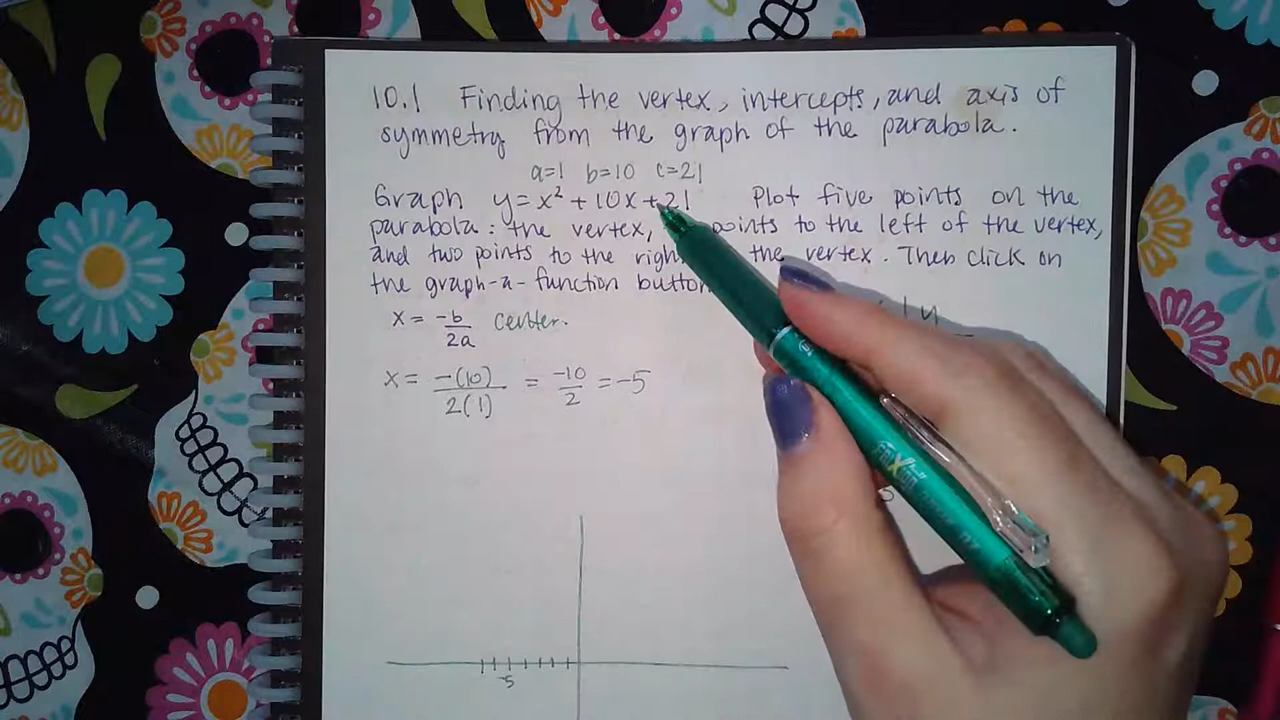 10.1 Finding the vertex, intercepts, and axis of
symmetry from the graph of the parabola.
a=1 b=10 c=21
Graph y=x²+10x+21 Plot five points on the
parabola: the vertex, points to the left of the vertex,
and two points to the the vertex. Then click on
the graph-a-function
x = -b/2a center.
x = -(10)/2(1) = -10/2 = -5
y
-5